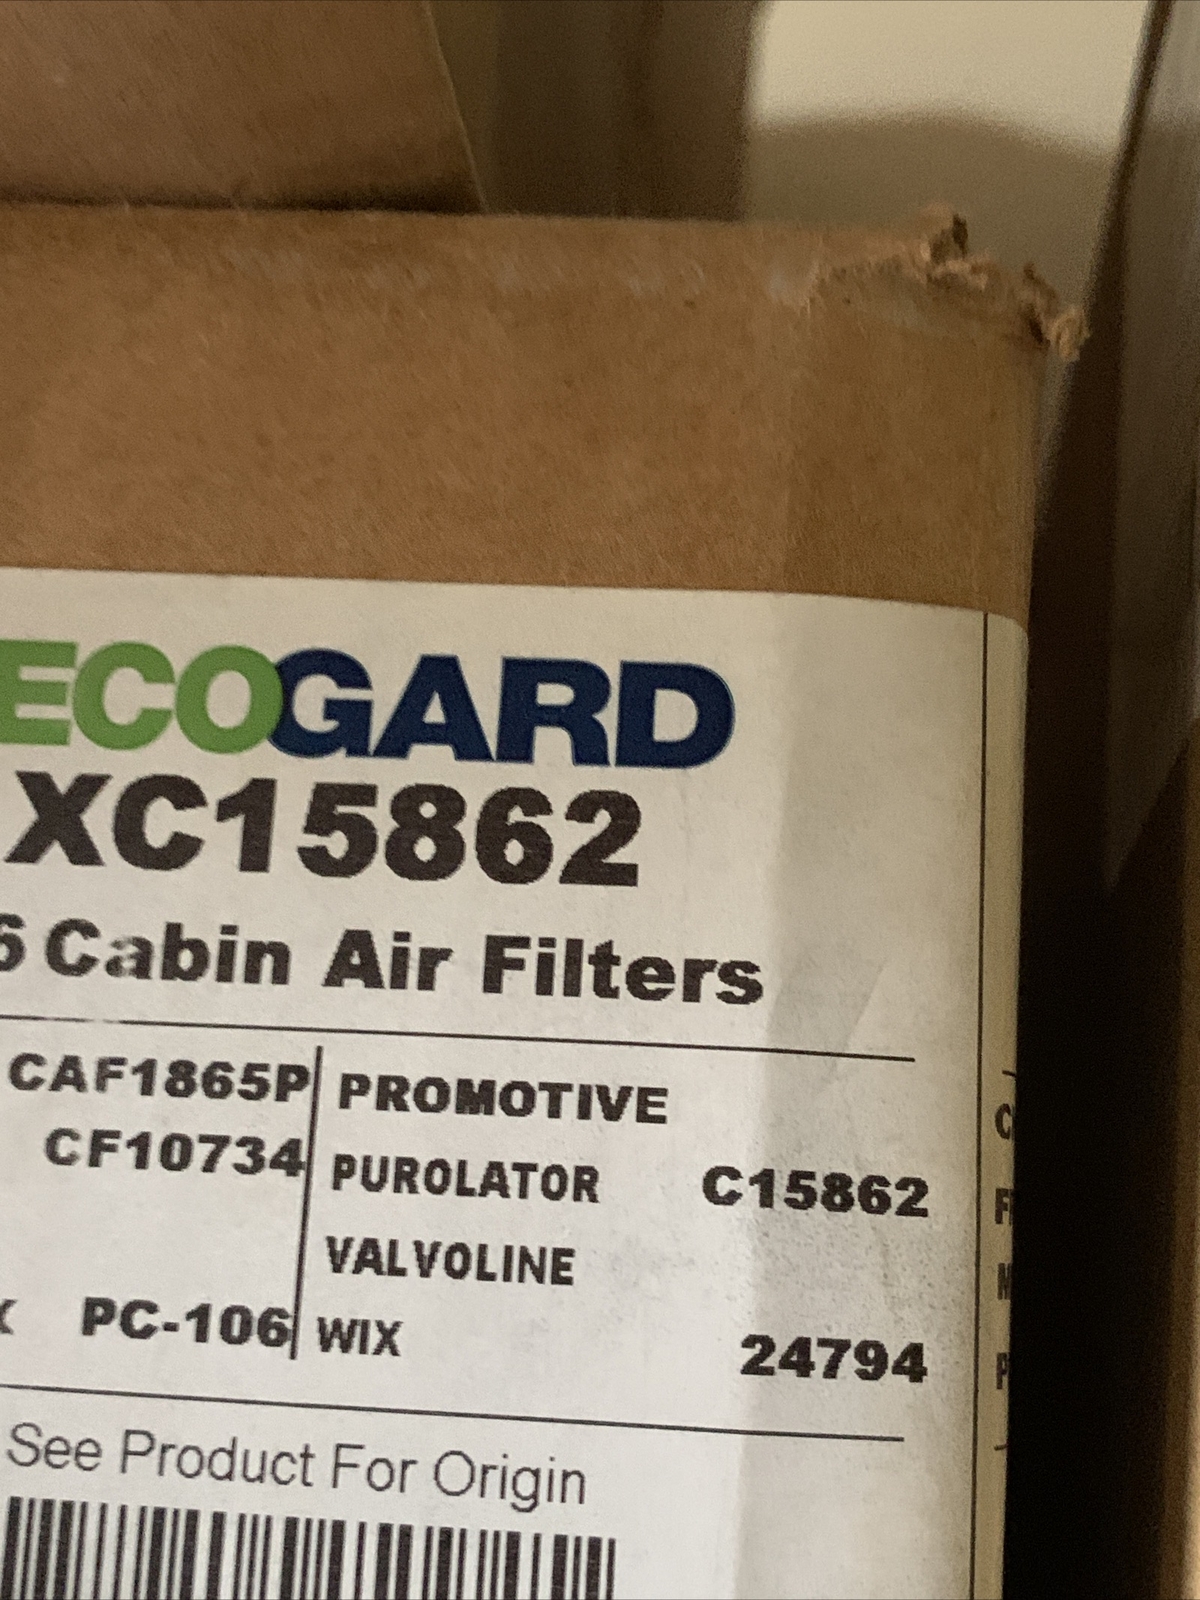 ECOGARD
XC15862
6 Cabin Air Filters
CAF1865P PROMOTIVE
CF10734 PUROLATOR C15862
VALVOLINE
PC-106 WIX 24794
See Product For Origin